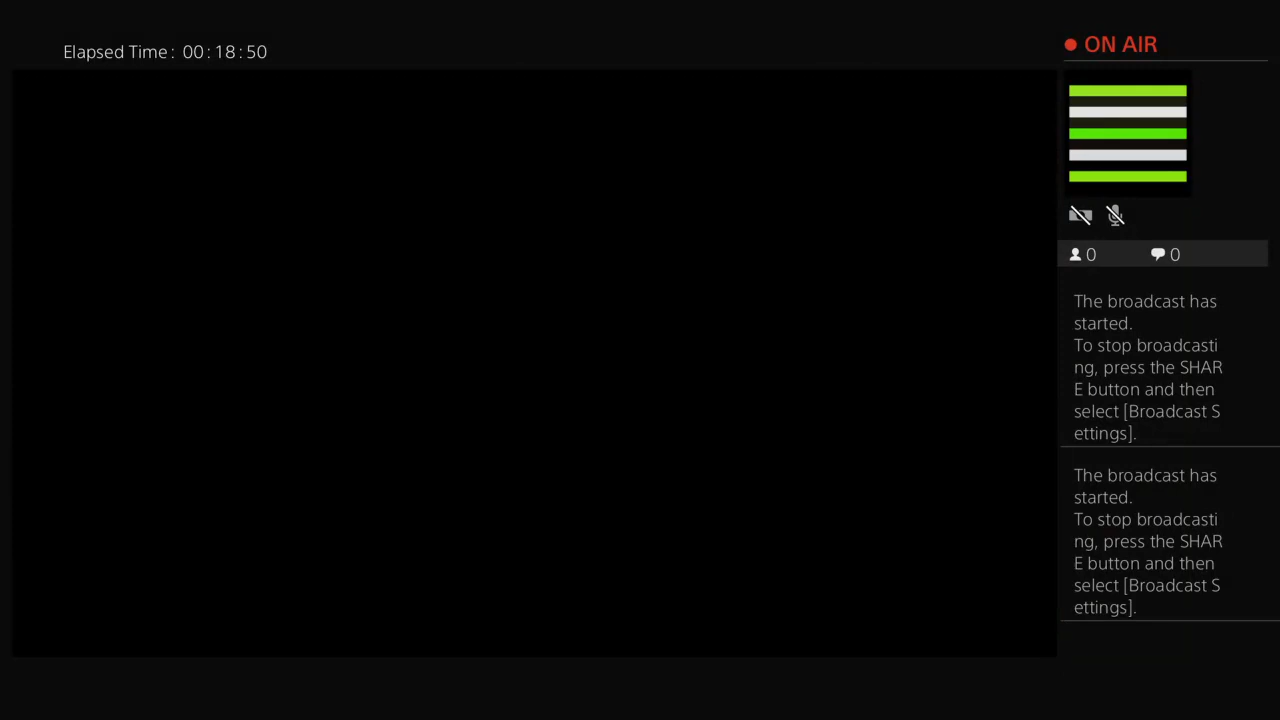 Elapsed Time: 00:18:50
ON AIR
0 0
The broadcast has
started.
To stop broadcasti
ng, press the SHAR
E button and then
select [Broadcast S
ettings].
The broadcast has
started.
To stop broadcasti
ng, press the SHAR
E button and then
select [Broadcast S
ettings].